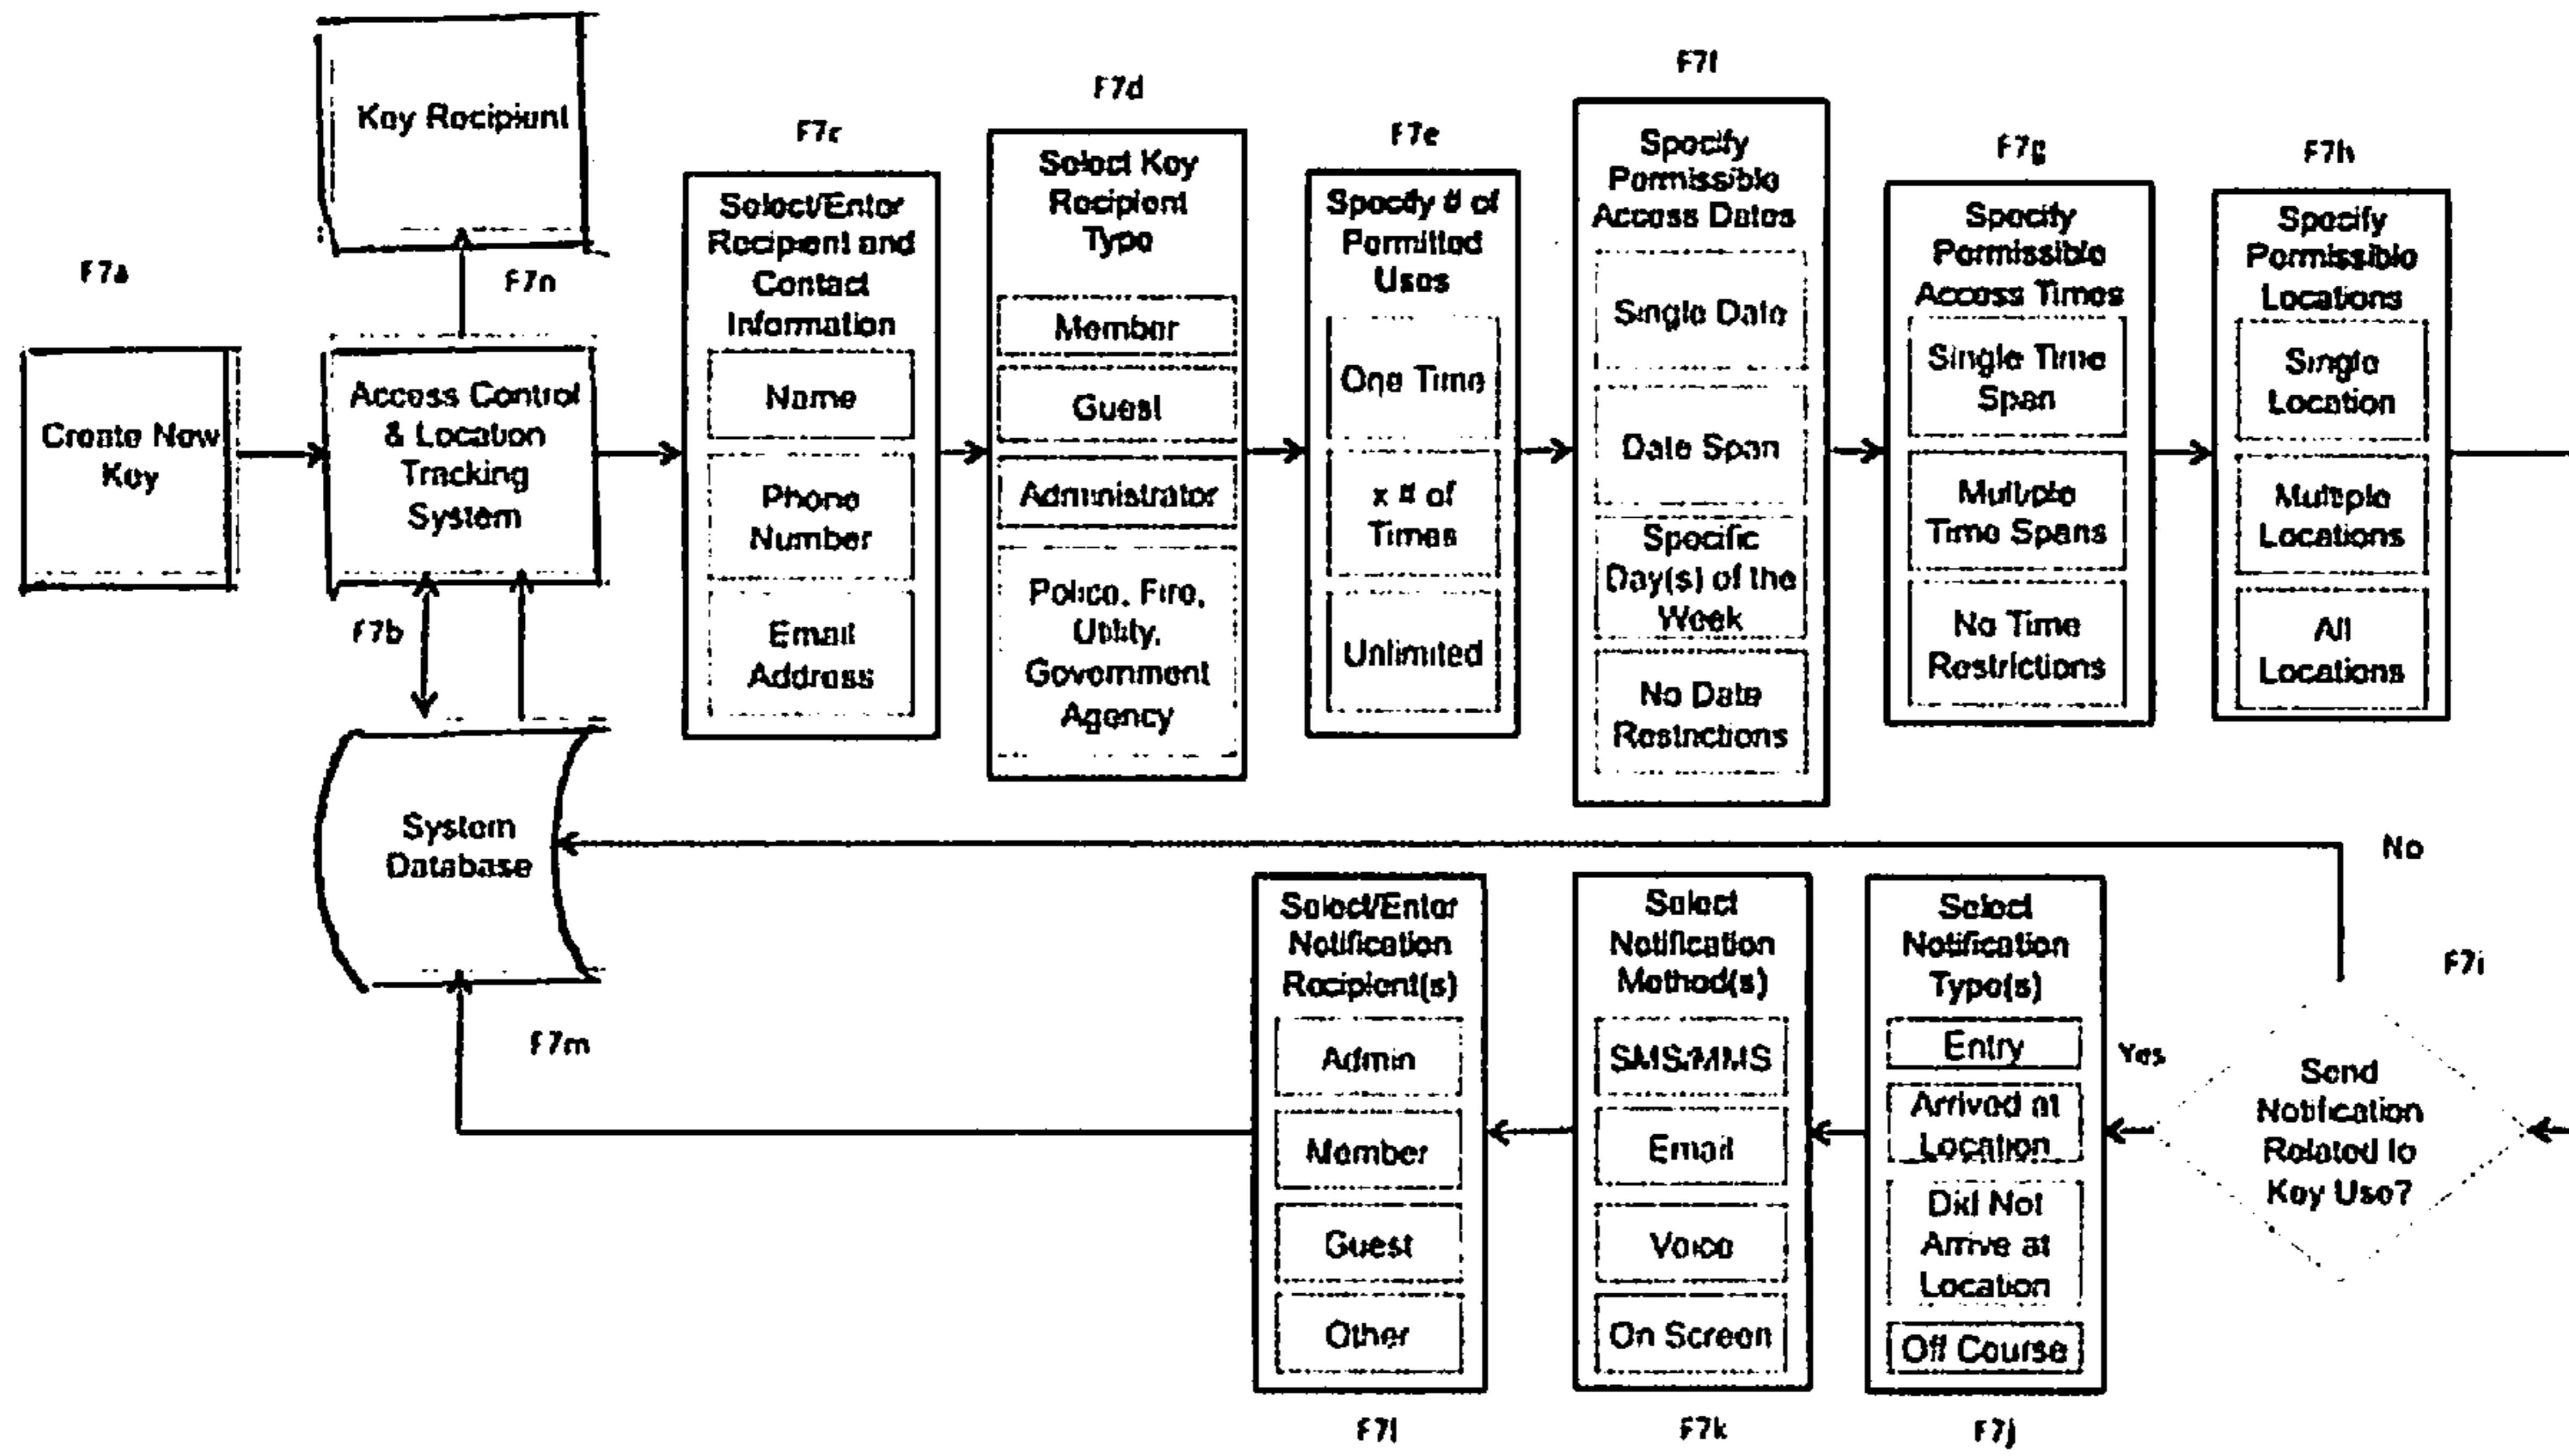 Key Recipient
F7a
F7n
Create New
Key
Access Control
& Location
Tracking
System
F7b
System
Database
F7m
F7c
Select/Enter
Recipient and
Contact
Information
Name
Phone
Number
Email
Address
F7d
Select Key
Recipient
Type
Member
Guest
Administrator
Police, Fire,
Utility,
Government
Agency
F7e
Specify # of
Permitted
Uses
One Time
x # of
Times
Unlimited
F7f
Specify
Permissible
Access Dates
Single Date
Date Span
Specific
Day(s) of the
Week
No Date
Restrictions
F7g
Specify
Permissible
Access Times
Single Time
Span
Multiple
Time Spans
No Time
Restrictions
F7h
Specify
Permissible
Locations
Single
Location
Multiple
Locations
All
Locations
No
F7i
Send
Notification
Related to
Key Use?
Yes
Select
Notification
Type(s)
Entry
Arrived at
Location
Did Not
Arrive at
Location
Off Course
F7j
Select
Notification
Method(s)
SMS/MMS
Email
Voice
On Screen
F7k
Select/Enter
Notification
Recipient(s)
Admin
Member
Guest
Other
F7l